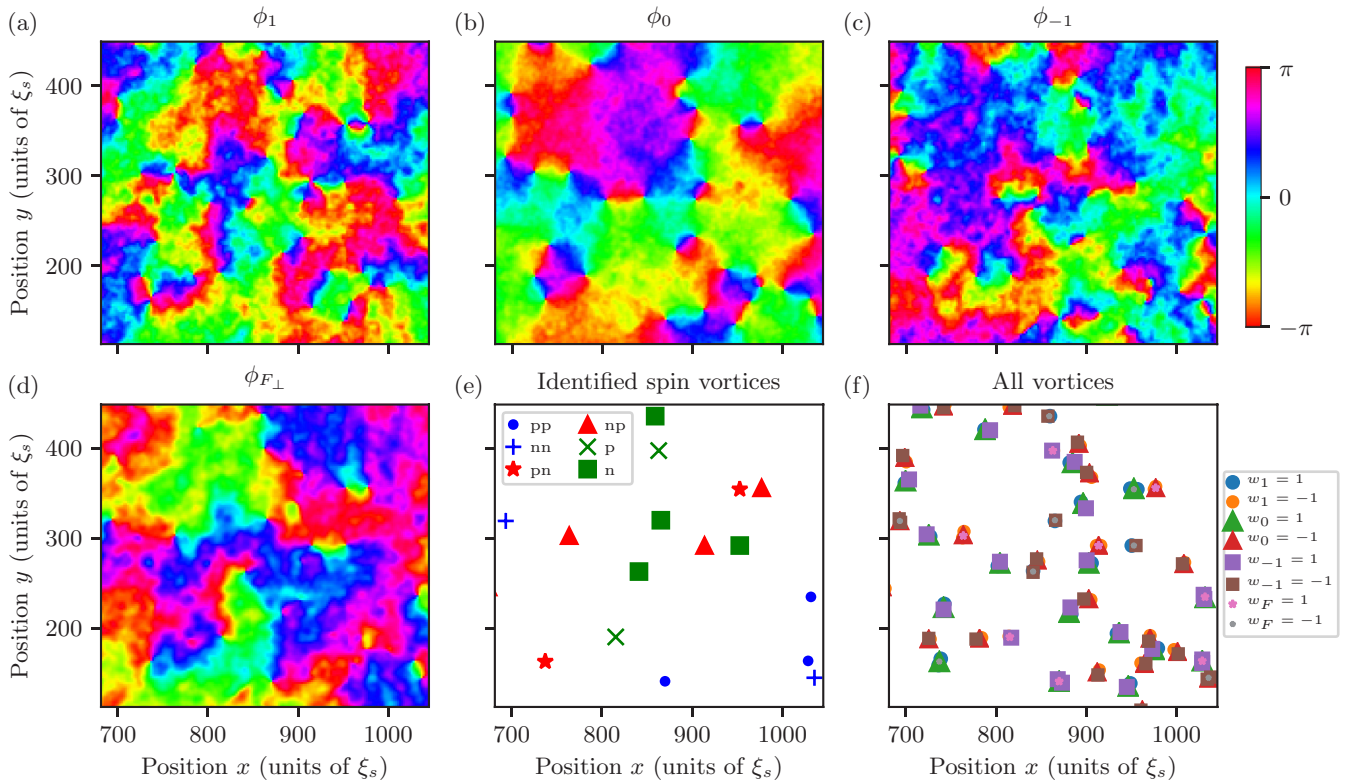 (a) ϕ₁ (b) ϕ₀ (c) ϕ₋₁
Position y (units of ξₛ)
400
300
200
π
0
−π
(d) ϕ_F⊥ (e) Identified spin vortices (f) All vortices
Position y (units of ξₛ)
400
300
200
pp np
nn p
pn n
w₁ = 1
w₁ = −1
w₀ = 1
w₀ = −1
w₋₁ = 1
w₋₁ = −1
w_F = 1
w_F = −1
700 800 900 1000 700 800 900 1000 700 800 900 1000
Position x (units of ξₛ) Position x (units of ξₛ) Position x (units of ξₛ)